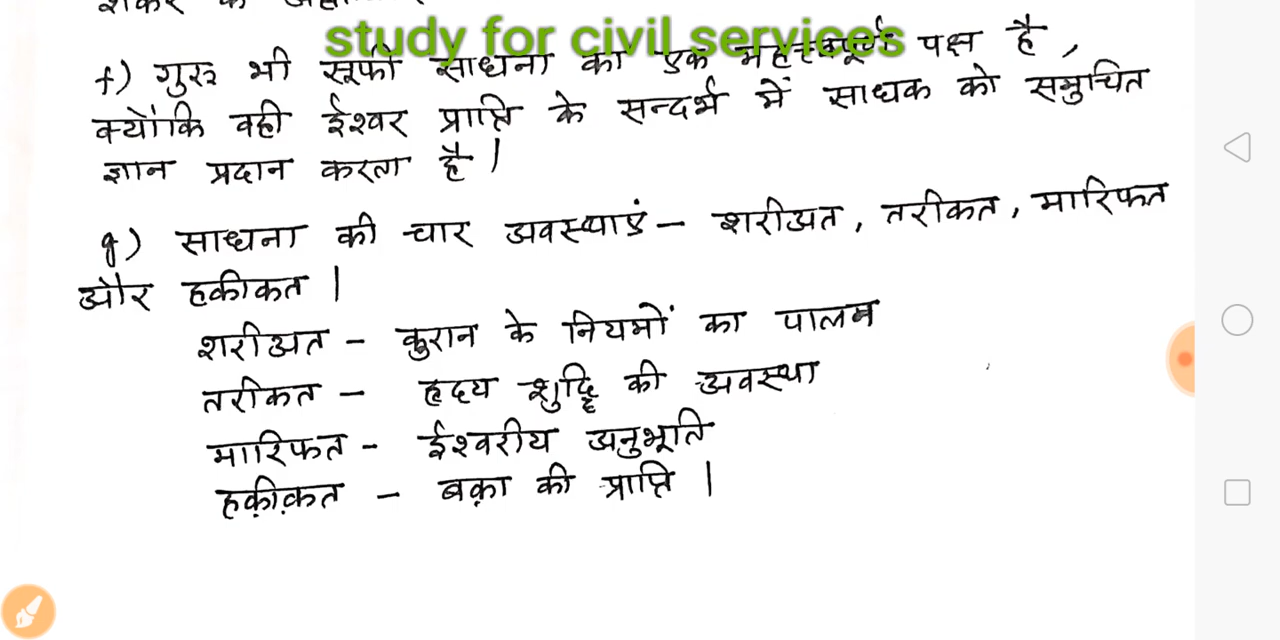 study for civil services
f) गुरु भी सूफी साधना का एक महत्त्वपूर्ण पक्ष है,
क्योंकि वही ईश्वर प्राप्ति के सन्दर्भ में साधक को समुचित
ज्ञान प्रदान करता है।
g) साधना की चार अवस्थाएं – शरीअत, तरीकत, मारिफत
और हकीकत।
शरीअत – कुरान के नियमों का पालन
तरीकत – हृदय शुद्धि की अवस्था
मारिफत - ईश्वरीय अनुभूति
हक़ीक़त – बक़ा की प्राप्ति।